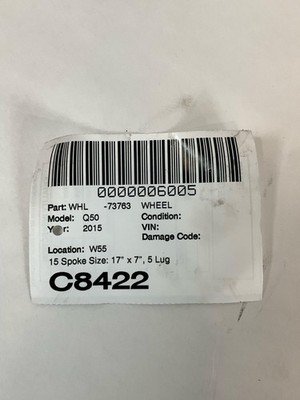 0000006005
Part: WHL -73763 WHEEL
Model: Q50 Condition:
Year: 2015 VIN:
Damage Code:
Location: W55
15 Spoke Size: 17" x 7", 5 Lug
C8422